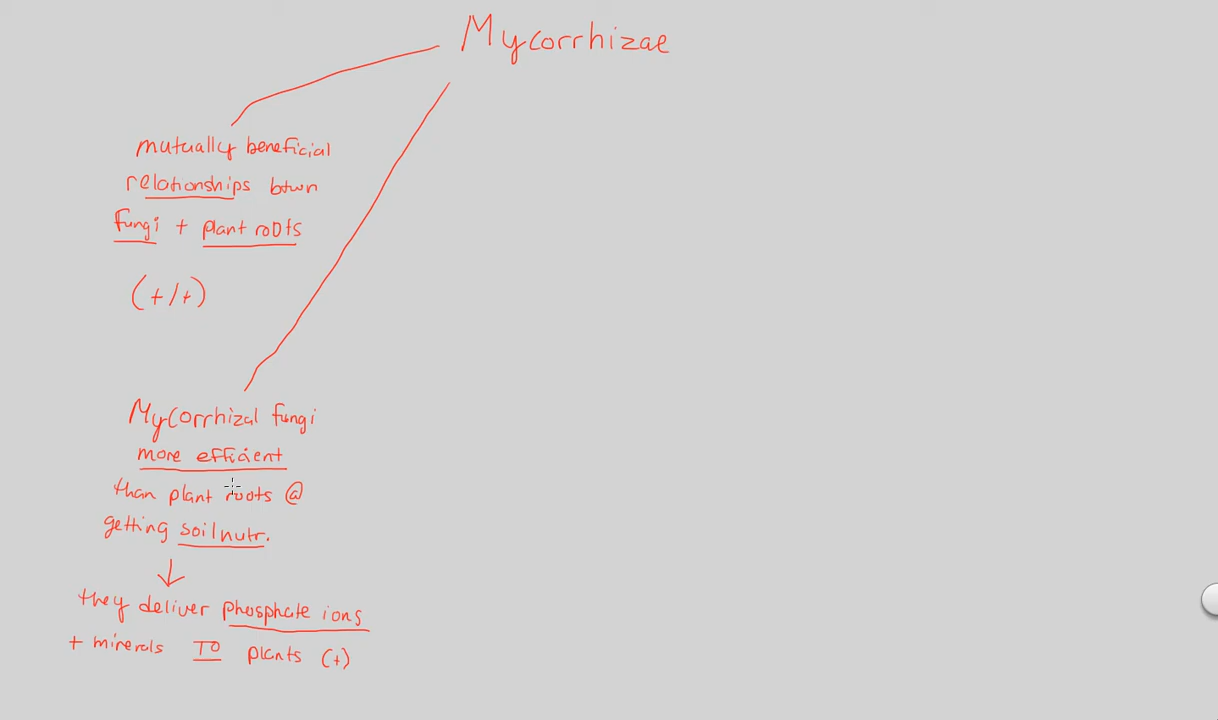 Mycorrhizae
mutually beneficial
relationships btwn
fungi + plant roots
(+/+)
Mycorrhizal fungi
more efficient
than plant roots @
getting soil nutr.
they deliver phosphate ions
+ minerals TO plants (+)